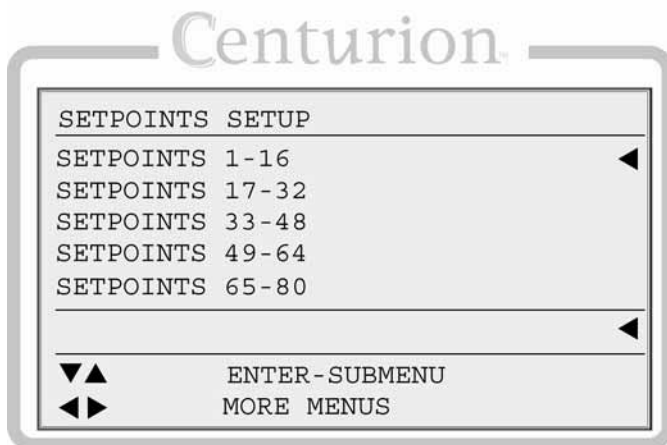 Centurion
SETPOINTS SETUP
SETPOINTS 1-16 ◀
SETPOINTS 17-32
SETPOINTS 33-48
SETPOINTS 49-64
SETPOINTS 65-80
◀
▼▲ ENTER-SUBMENU
◀▶ MORE MENUS